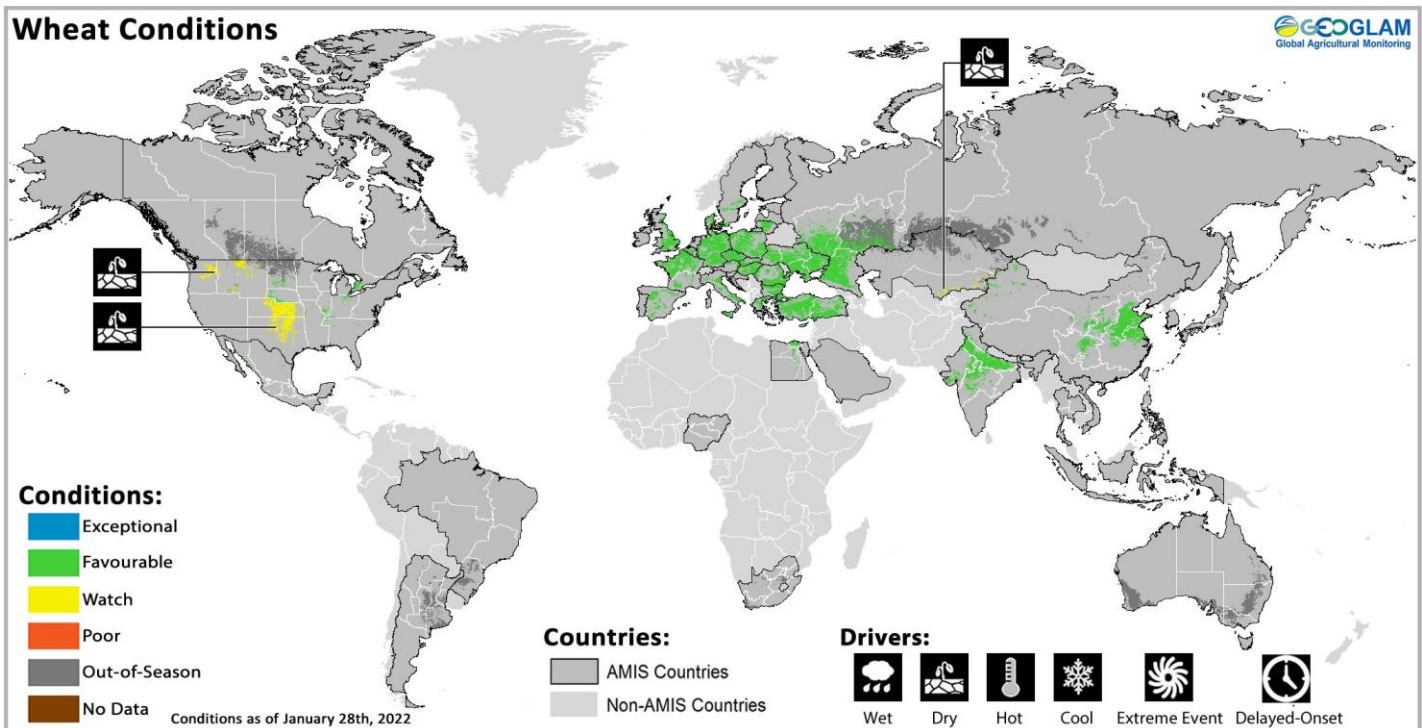 Wheat Conditions
GEOGLAM
Global Agricultural Monitoring
Conditions:
Exceptional
Favourable
Watch
Poor
Out-of-Season
No Data
Conditions as of January 28th, 2022
Countries:
AMIS Countries
Non-AMIS Countries
Drivers:
Wet
Dry
Hot
Cool
Extreme Event
Delayed-Onset